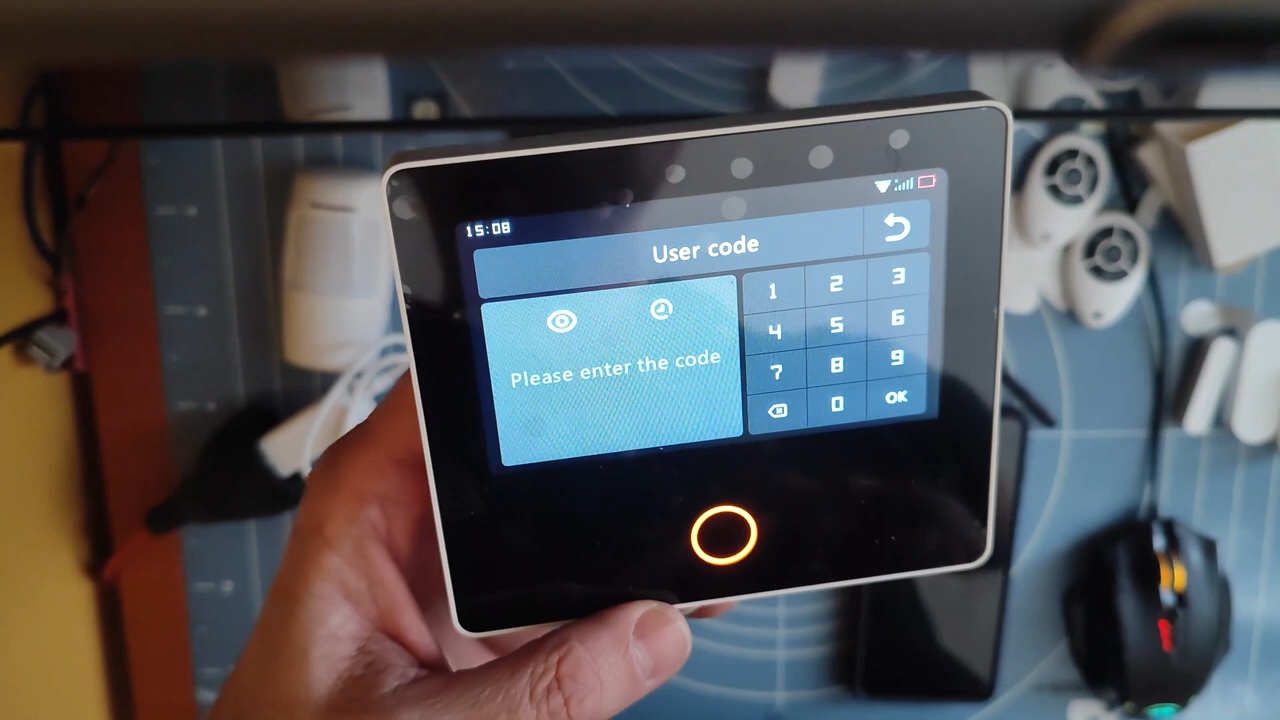 15:08
User code
Please enter the code
1 2 3
4 5 6
7 8 9
0 OK